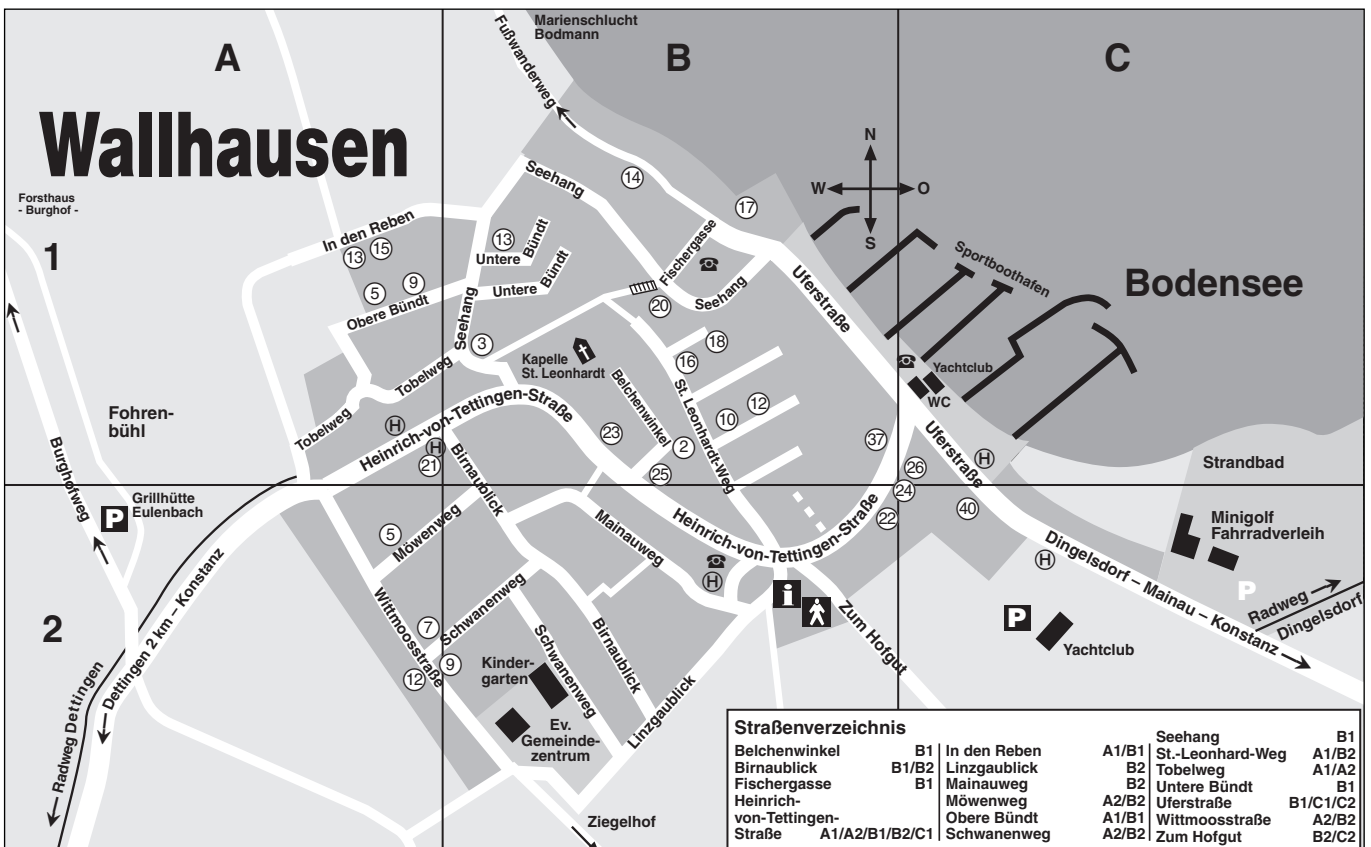 Marienschlucht
Bodmann
Fußwanderweg
A
B
C
Wallhausen
N
W
O
S
Forsthaus
- Burghof -
1
Seehang
14
17
In den Reben
13
15
13
Untere Bündt
Untere Bündt
Fischergasse
Sportboothafen
Bodensee
5
9
Obere Bündt
Seehang
20
Seehang
Uferstraße
3
18
16
Kapelle
St. Leonhardt
Yachtclub
WC
Tobelweg
Tobelweg
Belchenwinkel
St. Leonhardt-Weg
10
12
Fohren-
bühl
Heinrich-von-Tettingen-Straße
H
H
21
23
2
25
37
26
24
22
Uferstraße
H
40
Strandbad
Burghofweg
P
Grillhütte
Eulenbach
Birnaublick
5
Möwenweg
Mainauweg
Heinrich-von-Tettingen-Straße
H
Minigolf
Fahrradverleih
H
Dingelsdorf – Mainau – Konstanz
P
Radweg
Dingelsdorf
2
Dettingen 2 km – Konstanz
Radweg Dettingen
Wittmoosstraße
7
Schwanenweg
9
12
i
Zum Hofgut
P
Yachtclub
Kinder-
garten
Schwanenweg
Birnaublick
Linzgaublick
Ev.
Gemeinde-
zentrum
Ziegelhof
Straßenverzeichnis
Belchenwinkel B1
Birnaublick B1/B2
Fischergasse B1
Heinrich-
von-Tettingen-
Straße A1/A2/B1/B2/C1
In den Reben A1/B1
Linzgaublick B2
Mainauweg B2
Möwenweg A2/B2
Obere Bündt A1/B1
Schwanenweg A2/B2
Seehang B1
St.-Leonhard-Weg A1/B2
Tobelweg A1/A2
Untere Bündt B1
Uferstraße B1/C1/C2
Wittmoosstraße A2/B2
Zum Hofgut B2/C2